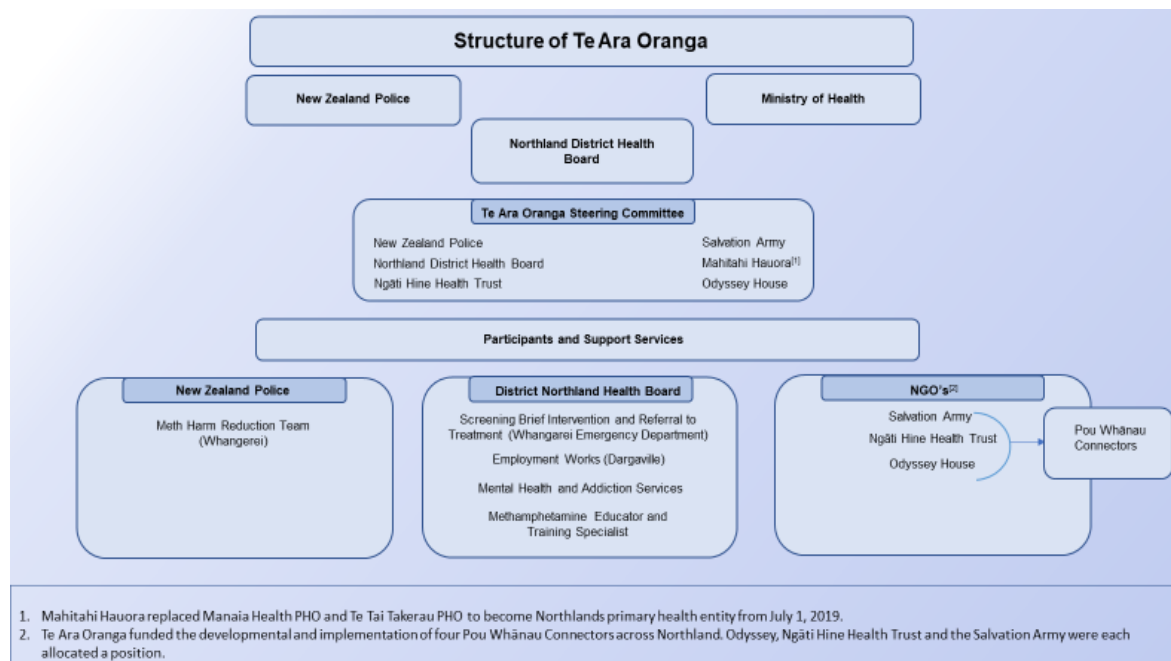 Structure of Te Ara Oranga
New Zealand Police
Ministry of Health
Northland District Health
Board
Te Ara Oranga Steering Committee
New Zealand Police
Northland District Health Board
Ngāti Hine Health Trust
Salvation Army
Mahitahi Hauora[1]
Odyssey House
Participants and Support Services
New Zealand Police
Meth Harm Reduction Team
(Whangerei)
District Northland Health Board
Screening Brief Intervention and Referral to
Treatment (Whangarei Emergency Department)
Employment Works (Dargaville)
Mental Health and Addiction Services
Methamphetamine Educator and
Training Specialist
NGO's[2]
Salvation Army
Ngāti Hine Health Trust
Odyssey House
Pou Whānau
Connectors
1. Mahitahi Hauora replaced Manaia Health PHO and Te Tai Takerau PHO to become Northlands primary health entity from July 1, 2019.
2. Te Ara Oranga funded the developmental and implementation of four Pou Whānau Connectors across Northland. Odyssey, Ngāti Hine Health Trust and the Salvation Army were each
allocated a position.